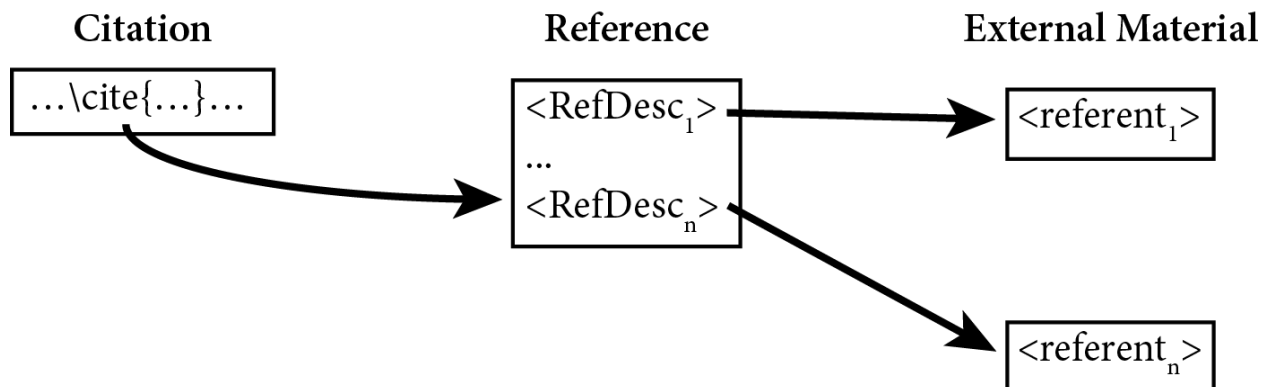 Citation
Reference
External Material
...\cite{...}...
<RefDesc₁>
...
<RefDescₙ>
<referent₁>
<referentₙ>